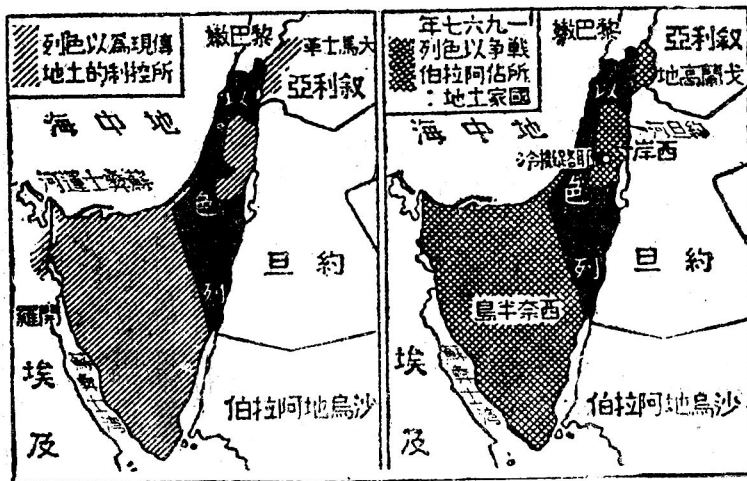 傳現為以色列
所控制的土地
黎巴嫩
大馬士革
叙利亞
地中海
蘇彝士運河
以色列
約旦
開羅
埃及
沙烏地阿拉伯
一九六七年
戰爭以色列
所佔阿拉伯
國家土地：
黎巴嫩
叙利亞
戈蘭高地
地中海
約旦河
西岸
耶路撒冷
以色列
約旦
西奈半島
埃及
沙烏地阿拉伯